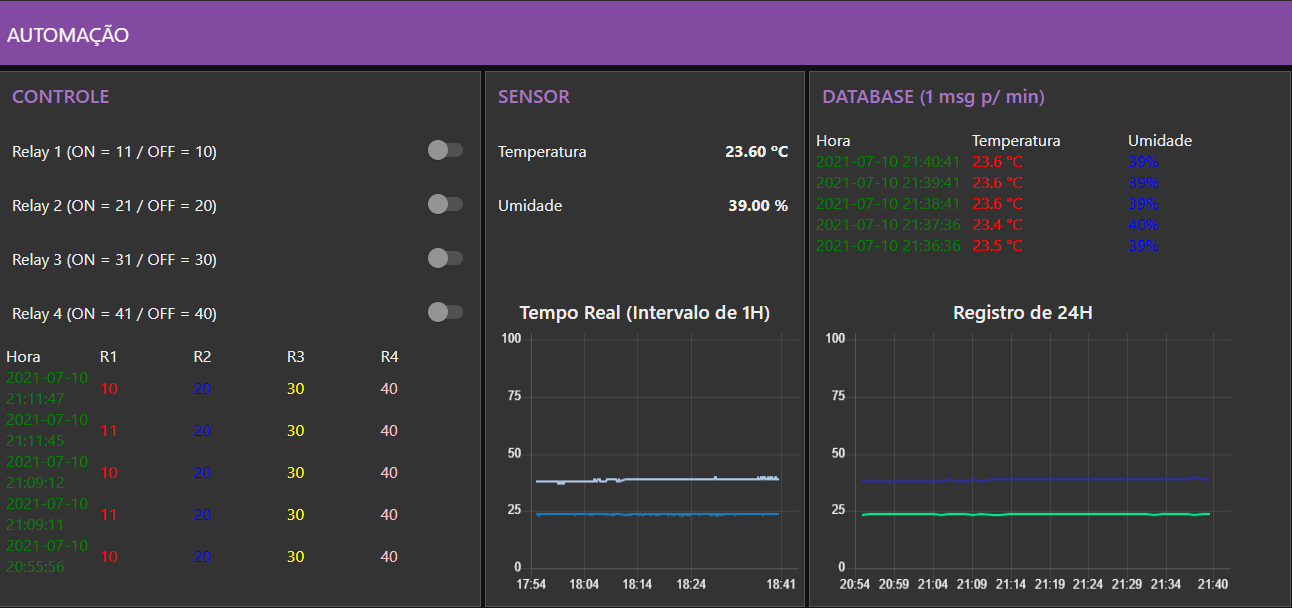 AUTOMAÇÃO
CONTROLE
Relay 1 (ON = 11 / OFF = 10)
Relay 2 (ON = 21 / OFF = 20)
Relay 3 (ON = 31 / OFF = 30)
Relay 4 (ON = 41 / OFF = 40)
Hora R1 R2 R3 R4
2021-07-10
21:11:47 10 20 30 40
2021-07-10
21:11:45 11 20 30 40
2021-07-10
21:09:12 10 20 30 40
2021-07-10
21:09:11 11 20 30 40
2021-07-10
20:55:56 10 20 30 40
SENSOR
Temperatura 23.60 ºC
Umidade 39.00 %
Tempo Real (Intervalo de 1H)
100
75
50
25
0
17:54 18:04 18:14 18:24 18:41
DATABASE (1 msg p/ min)
Hora Temperatura Umidade
2021-07-10 21:40:41 23.6 °C 39%
2021-07-10 21:39:41 23.6 °C 39%
2021-07-10 21:38:41 23.6 °C 39%
2021-07-10 21:37:36 23.4 °C 40%
2021-07-10 21:36:36 23.5 °C 39%
Registro de 24H
100
75
50
25
0
20:54 20:59 21:04 21:09 21:14 21:19 21:24 21:29 21:34 21:40